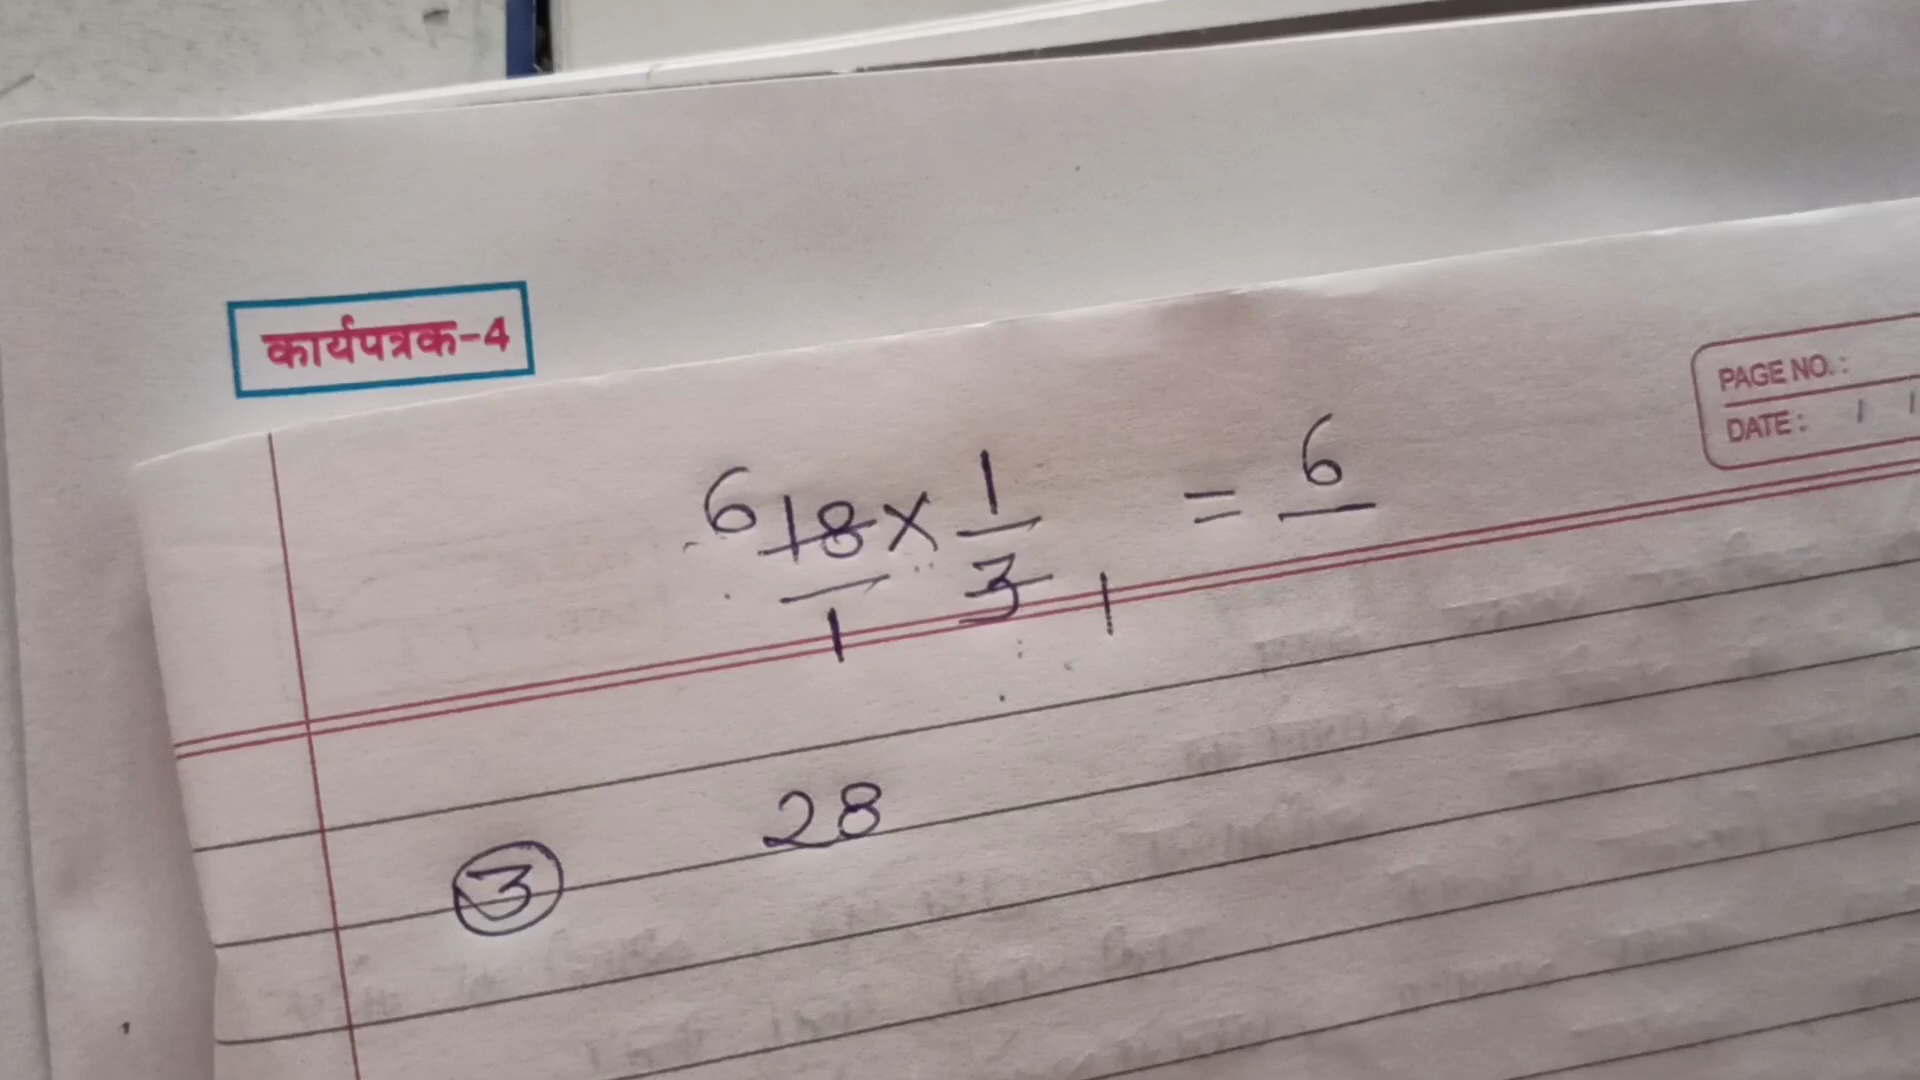 कार्यपत्रक-4
PAGE NO. :
DATE :    /    /
6 18 × 1 = 6
1   3   1
3   28